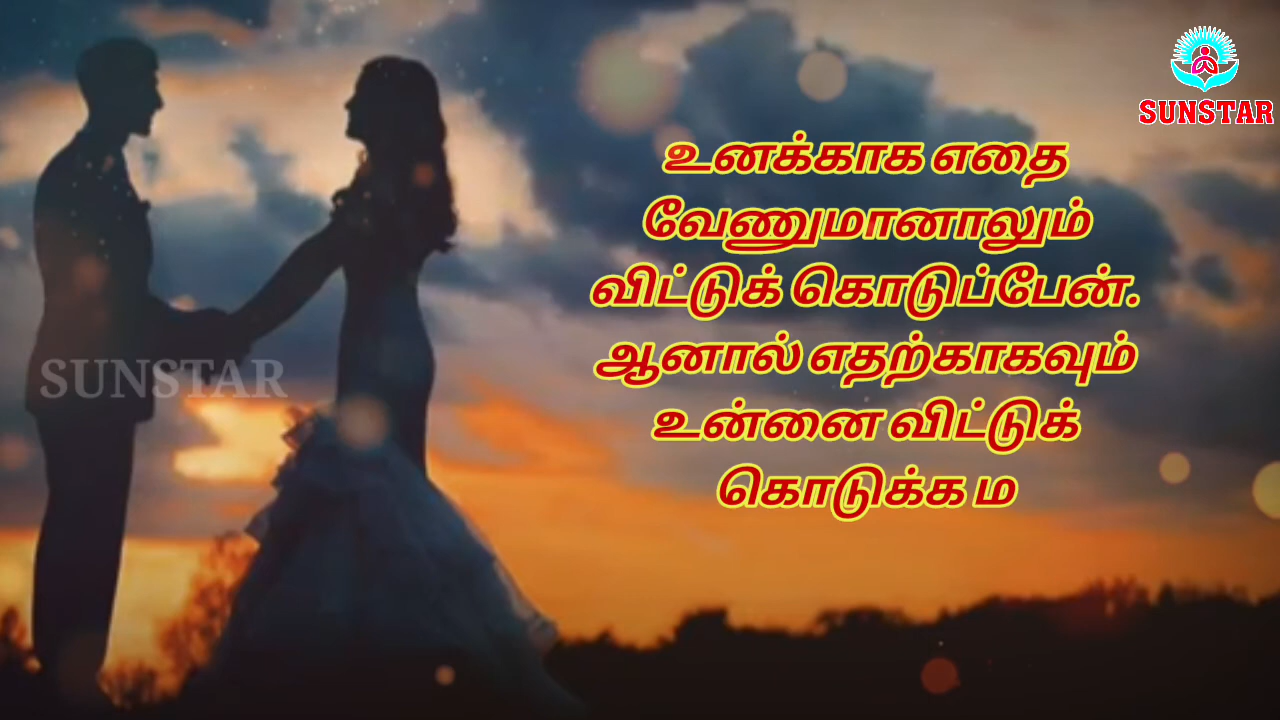 SUNSTAR
உனக்காக எதை
வேணுமானாலும்
விட்டுக் கொடுப்பேன்.
ஆனால் எதற்காகவும்
உன்னை விட்டுக்
கொடுக்க ம
SUNSTAR